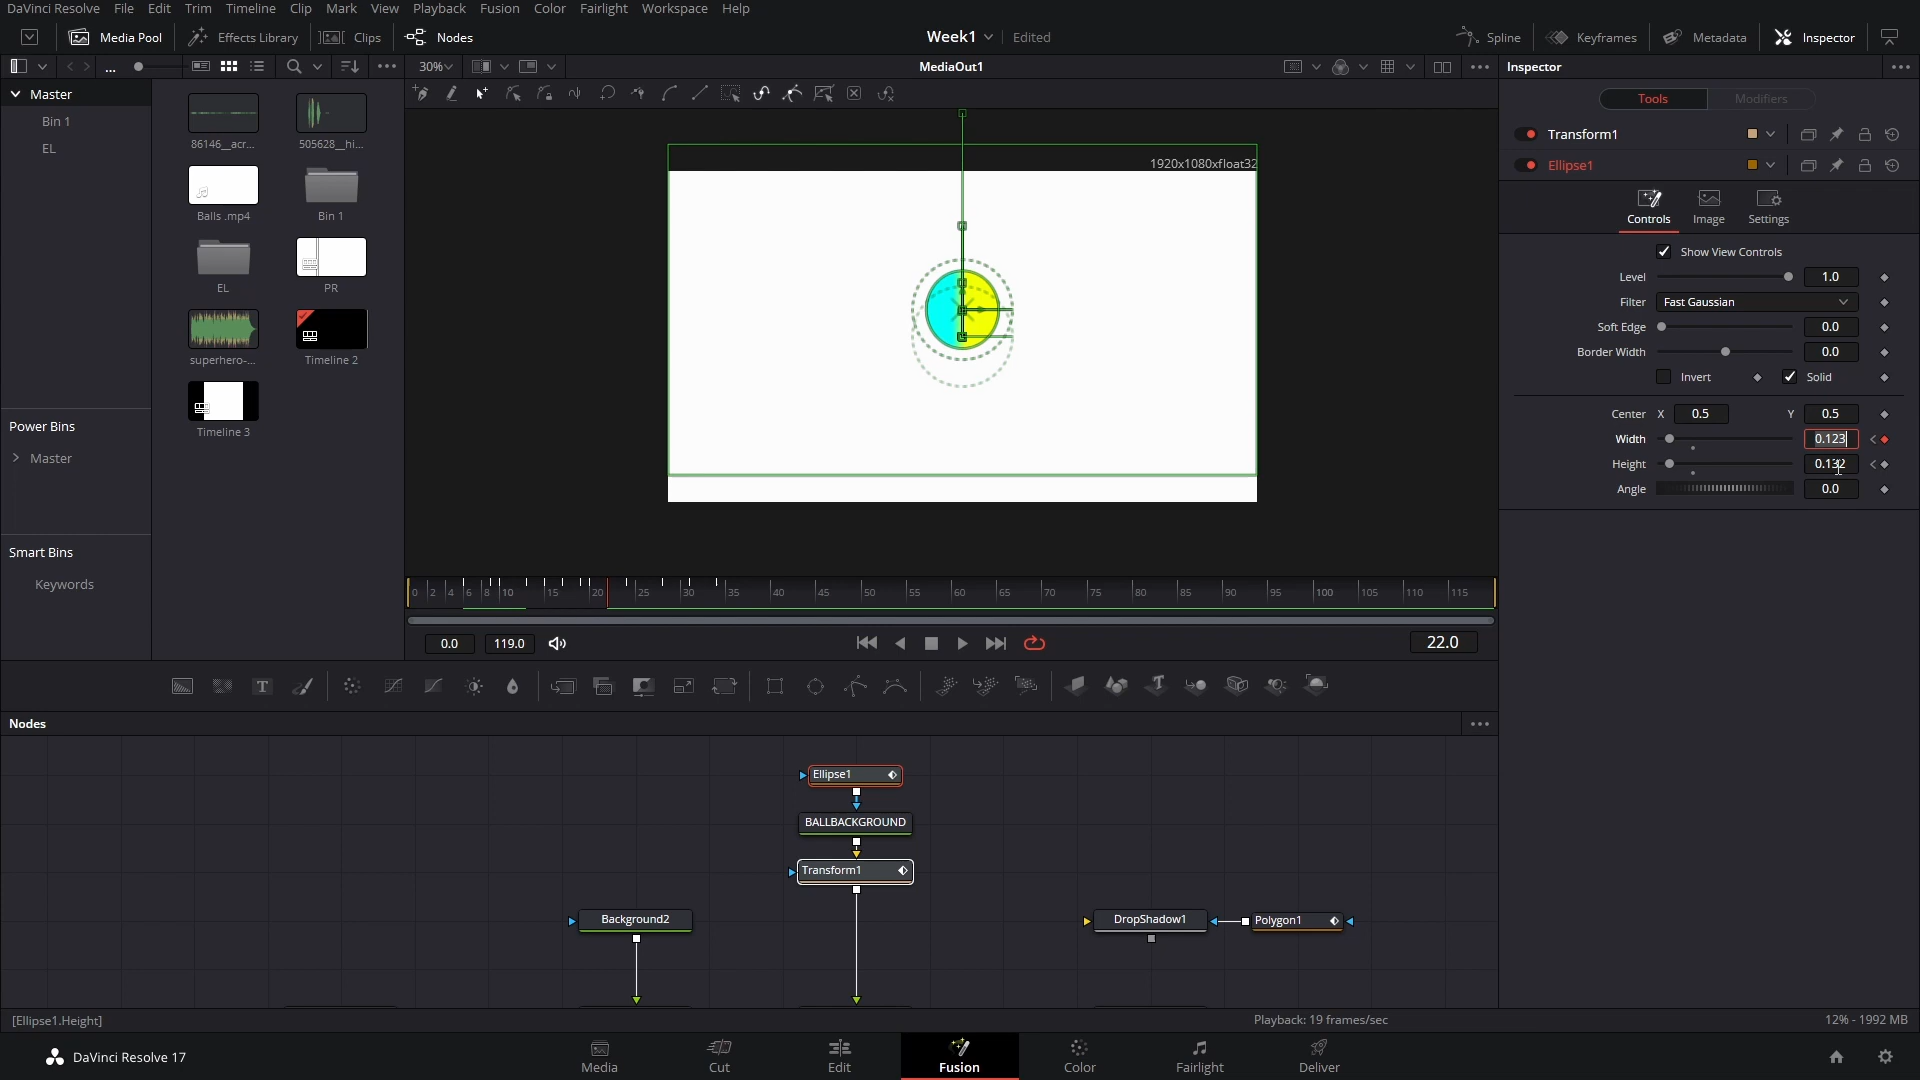 DaVinci Resolve File Edit Trim Timeline Clip Mark View Playback Fusion Color Fairlight Workspace Help
Media Pool Effects Library Clips Nodes Week1 Edited Spline Keyframes Metadata Inspector
... 30% MediaOut1 ... Inspector ...
Master
Bin 1
EL
86146__acr... 505628__hi...
Balls .mp4 Bin 1
EL PR
superhero-... Timeline 2
Timeline 3
Power Bins
Master
Smart Bins
Keywords
1920x1080xfloat32
0 2 4 6 8 10 15 20 25 30 35 40 45 50 55 60 65 70 75 80 85 90 95 100 105 110 115
0.0 119.0 22.0
Tools Modifiers
Transform1
Ellipse1
Controls Image Settings
Show View Controls
Level 1.0
Filter Fast Gaussian
Soft Edge 0.0
Border Width 0.0
Invert Solid
Center X 0.5 Y 0.5
Width 0.123
Height 0.132
Angle 0.0
Nodes
Ellipse1
BALLBACKGROUND
Transform1
Background2 DropShadow1 Polygon1
[Ellipse1.Height] Playback: 19 frames/sec 12% - 1992 MB
DaVinci Resolve 17 Media Cut Edit Fusion Color Fairlight Deliver